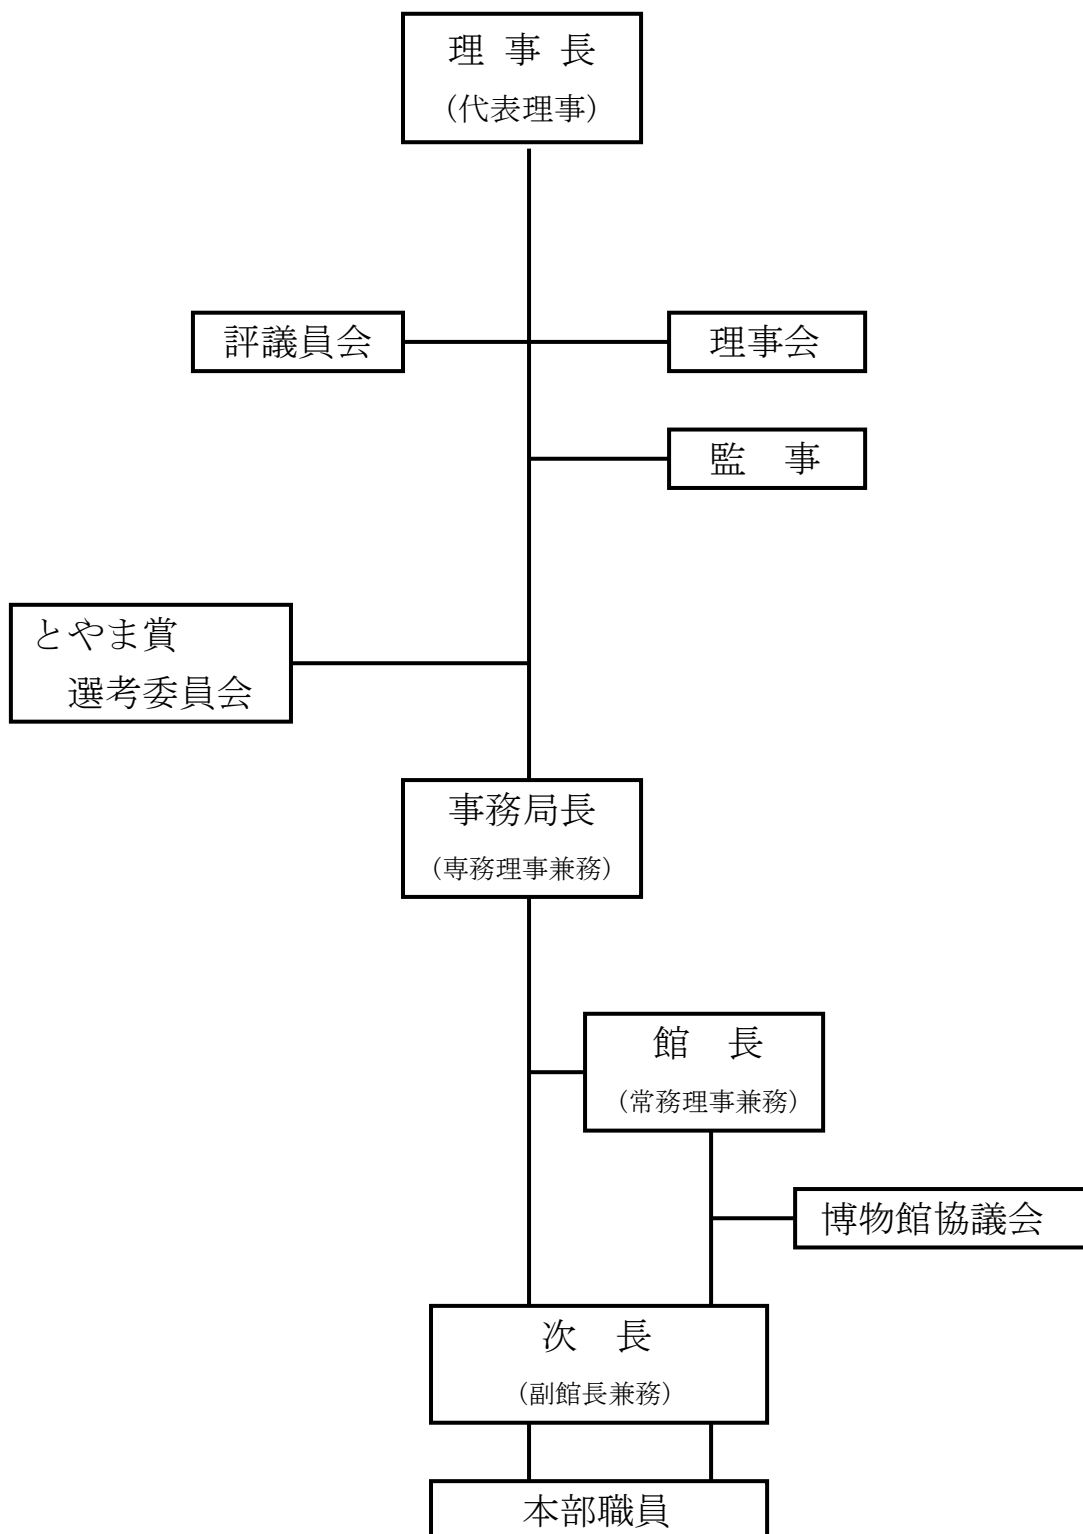 理 事 長
(代表理事)
評議員会
理事会
監　事
とやま賞
選考委員会
事務局長
(専務理事兼務)
館　長
(常務理事兼務)
博物館協議会
次　長
(副館長兼務)
本部職員